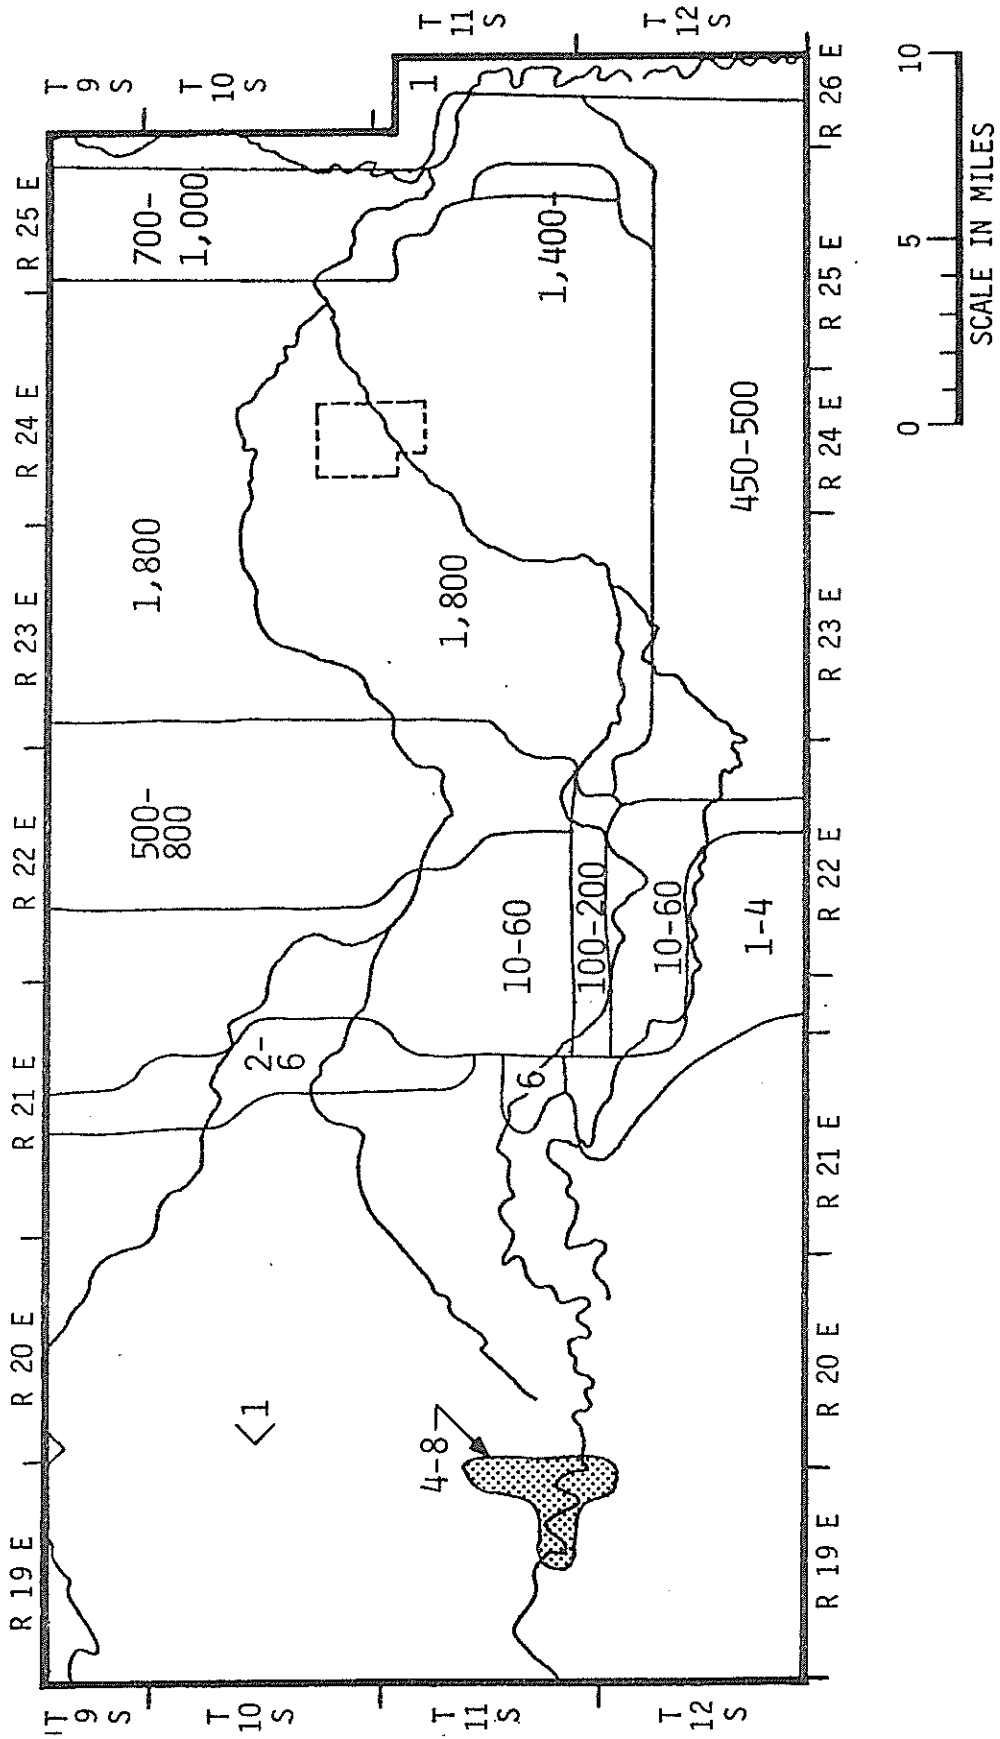 R 19 E
R 20 E
R 21 E
R 22 E
R 23 E
R 24 E
R 25 E
T
9
S
T
10
S
T
11
S
T
12
S
T
9
S
T
10
S
T
11
S
T
12
S
<1
2-
6
500-
800
1,800
700-
1,000
1
4-8
6
10-60
1,800
1,400-
100-200
10-60
1-4
450-500
R 19 E
R 20 E
R 21 E
R 22 E
R 23 E
R 24 E
R 25 E
R 26 E
0
5
10
SCALE IN MILES